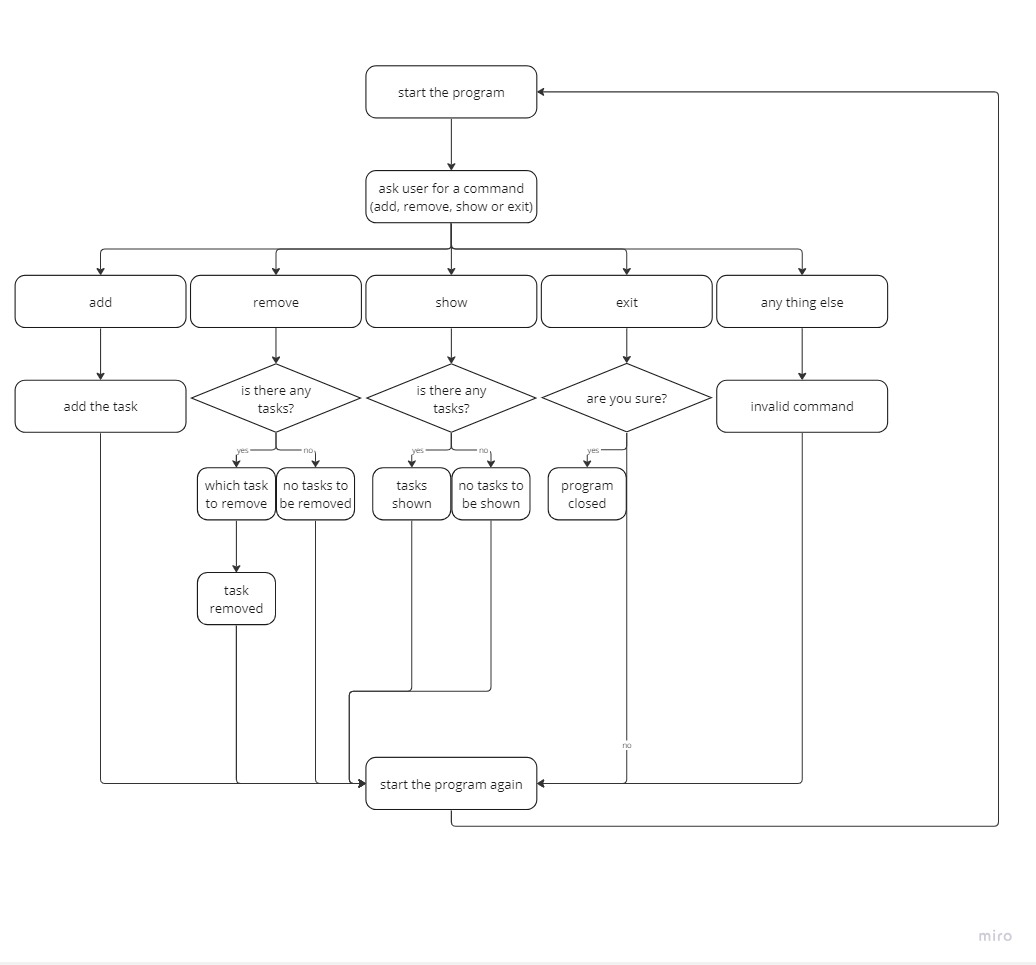 start the program
ask user for a command
(add, remove, show or exit)
add
remove
show
exit
any thing else
add the task
is there any
tasks?
is there any
tasks?
are you sure?
invalid command
yes
no
yes
no
yes
which task
to remove
no tasks to
be removed
tasks
shown
no tasks to
be shown
program
closed
task
removed
no
start the program again
miro